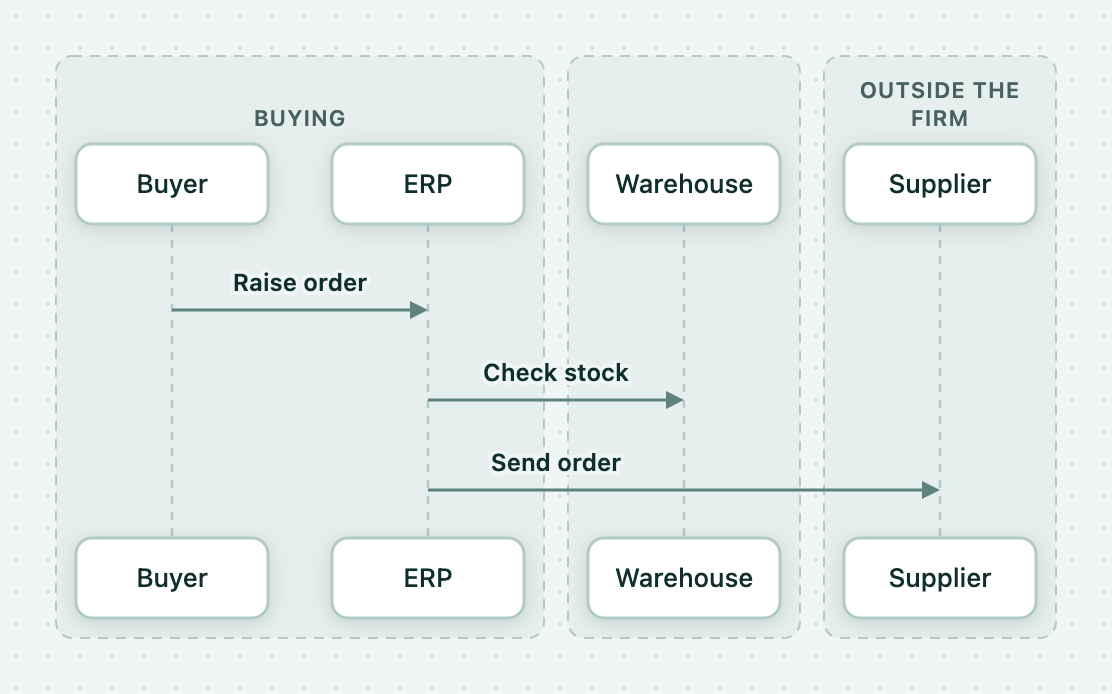 BUYING
OUTSIDE THE
FIRM
Buyer
ERP
Warehouse
Supplier
Raise order
Check stock
Send order
Buyer
ERP
Warehouse
Supplier